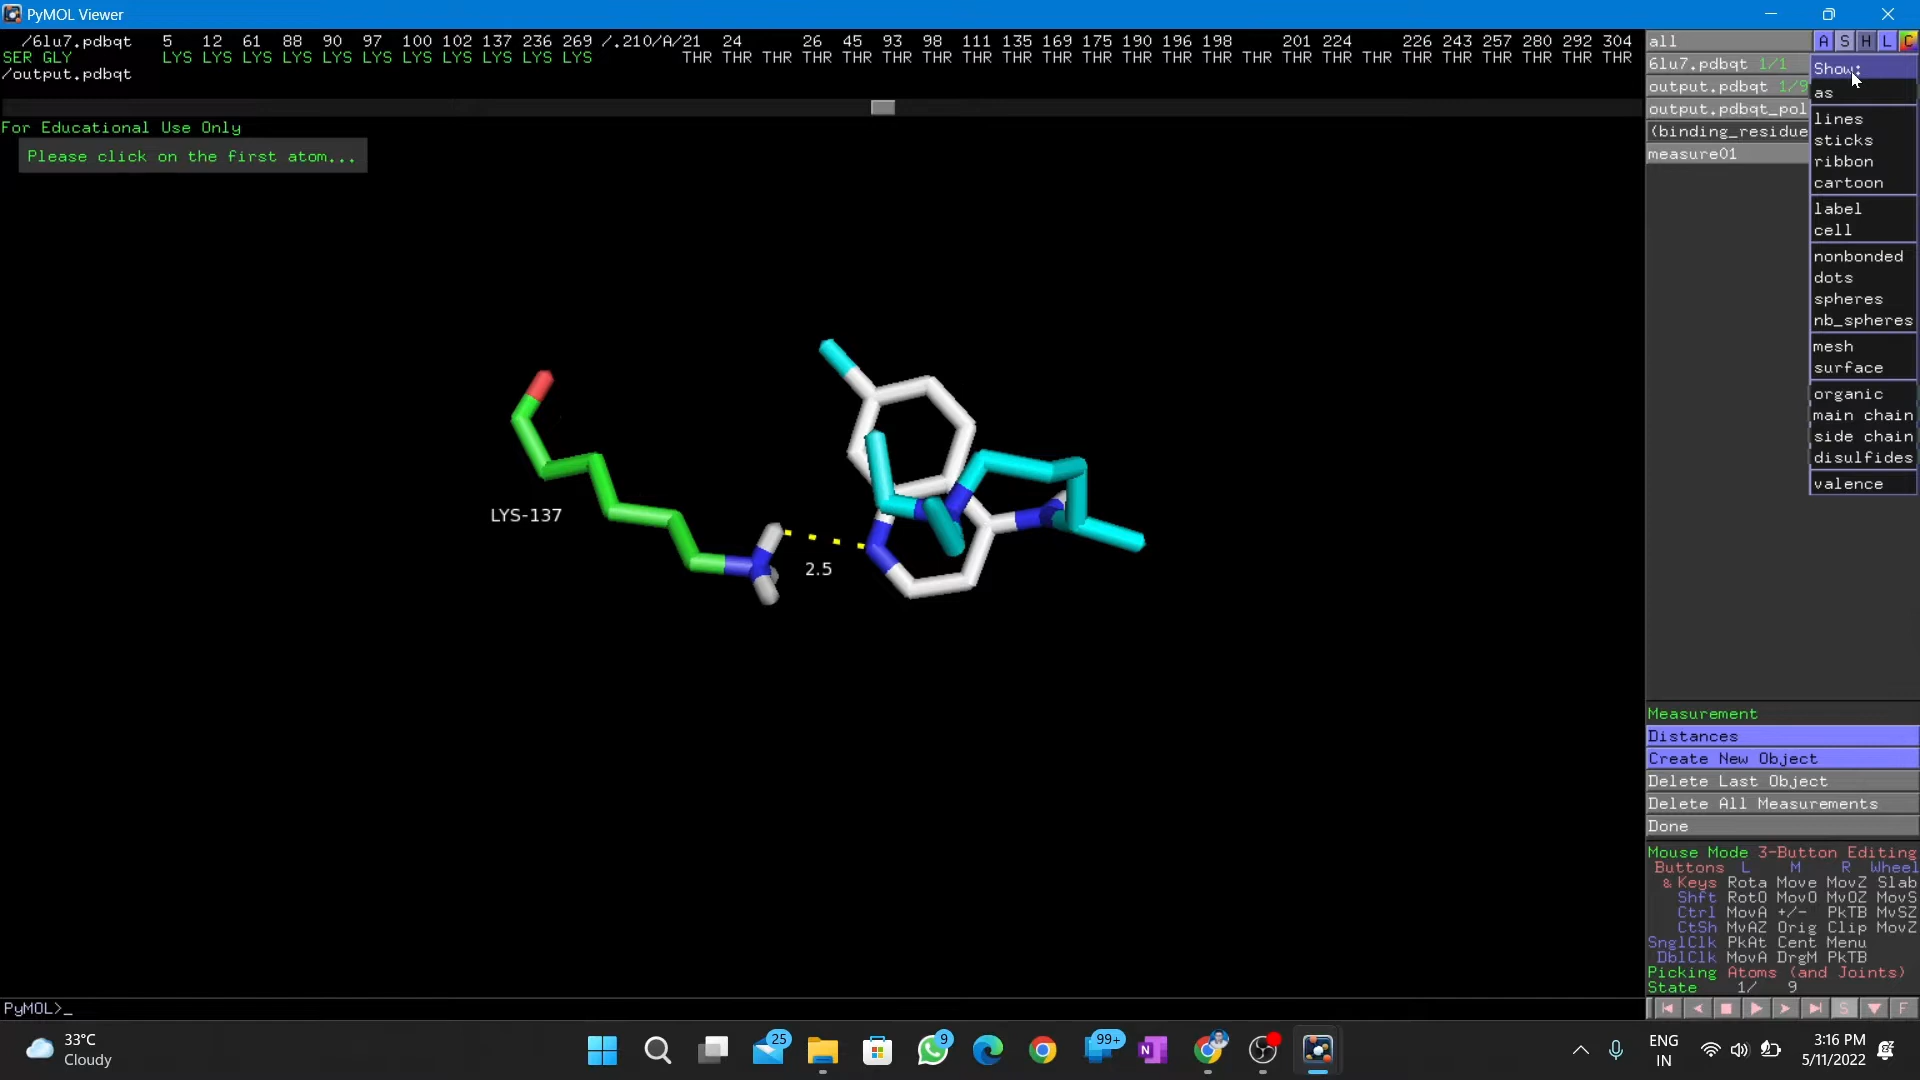 PyMOL Viewer
/6lu7.pdbqt 5 12 61 88 90 97 100 102 137 236 269 /.210/A/21 24 26 45 93 98 111 135 169 175 190 196 198 201 224 226 243 257 280 292 304
SER GLY LYS LYS LYS LYS LYS LYS LYS LYS LYS LYS LYS THR THR THR THR THR THR THR THR THR THR THR THR THR THR THR THR THR THR THR THR THR THR THR THR
/output.pdbqt
For Educational Use Only
Please click on the first atom...
LYS-137
2.5
PyMOL>_
all A S H L C
6lu7.pdbqt 1/1
output.pdbqt 1/9
output.pdbqt_pol
(binding_residue
measure01
Show:
as
lines
sticks
ribbon
cartoon
label
cell
nonbonded
dots
spheres
nb_spheres
mesh
surface
organic
main chain
side chain
disulfides
valence
Measurement
Distances
Create New Object
Delete Last Object
Delete All Measurements
Done
Mouse Mode 3-Button Editing
Buttons L M R Wheel
& Keys Rota Move MovZ Slab
Shft RotO MovO MvOZ MovS
Ctrl MovA +/- PkTB MvSZ
CtSh MvAZ Orig Clip MovZ
SnglClk PkAt Cent Menu
DblClk MovA DrgM PkTB
Picking Atoms (and Joints)
State 1/ 9
S F
33°C
Cloudy
25
9
99+
N
ENG
IN
3:16 PM
5/11/2022